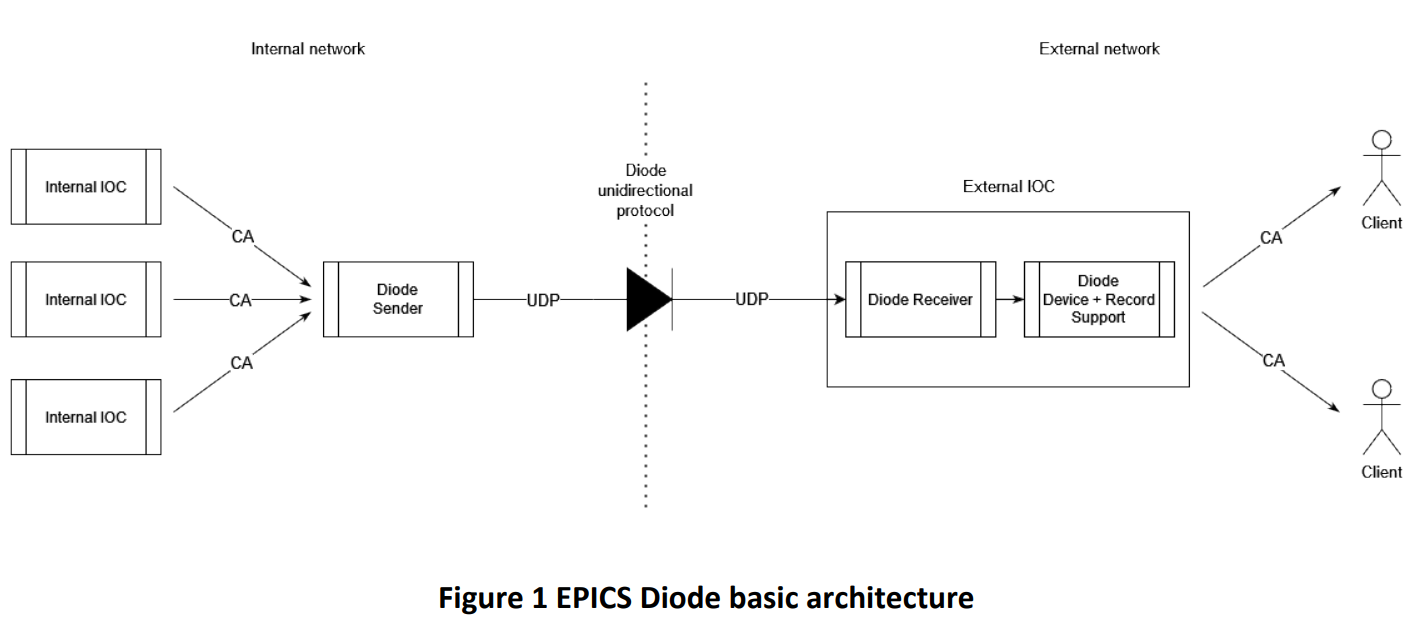 Internal network
External network
Internal IOC
CA
Internal IOC
CA
Internal IOC
CA
Diode
Sender
UDP
Diode
unidirectional
protocol
UDP
External IOC
Diode Receiver
Diode
Device + Record
Support
CA
Client
CA
Client
Figure 1 EPICS Diode basic architecture